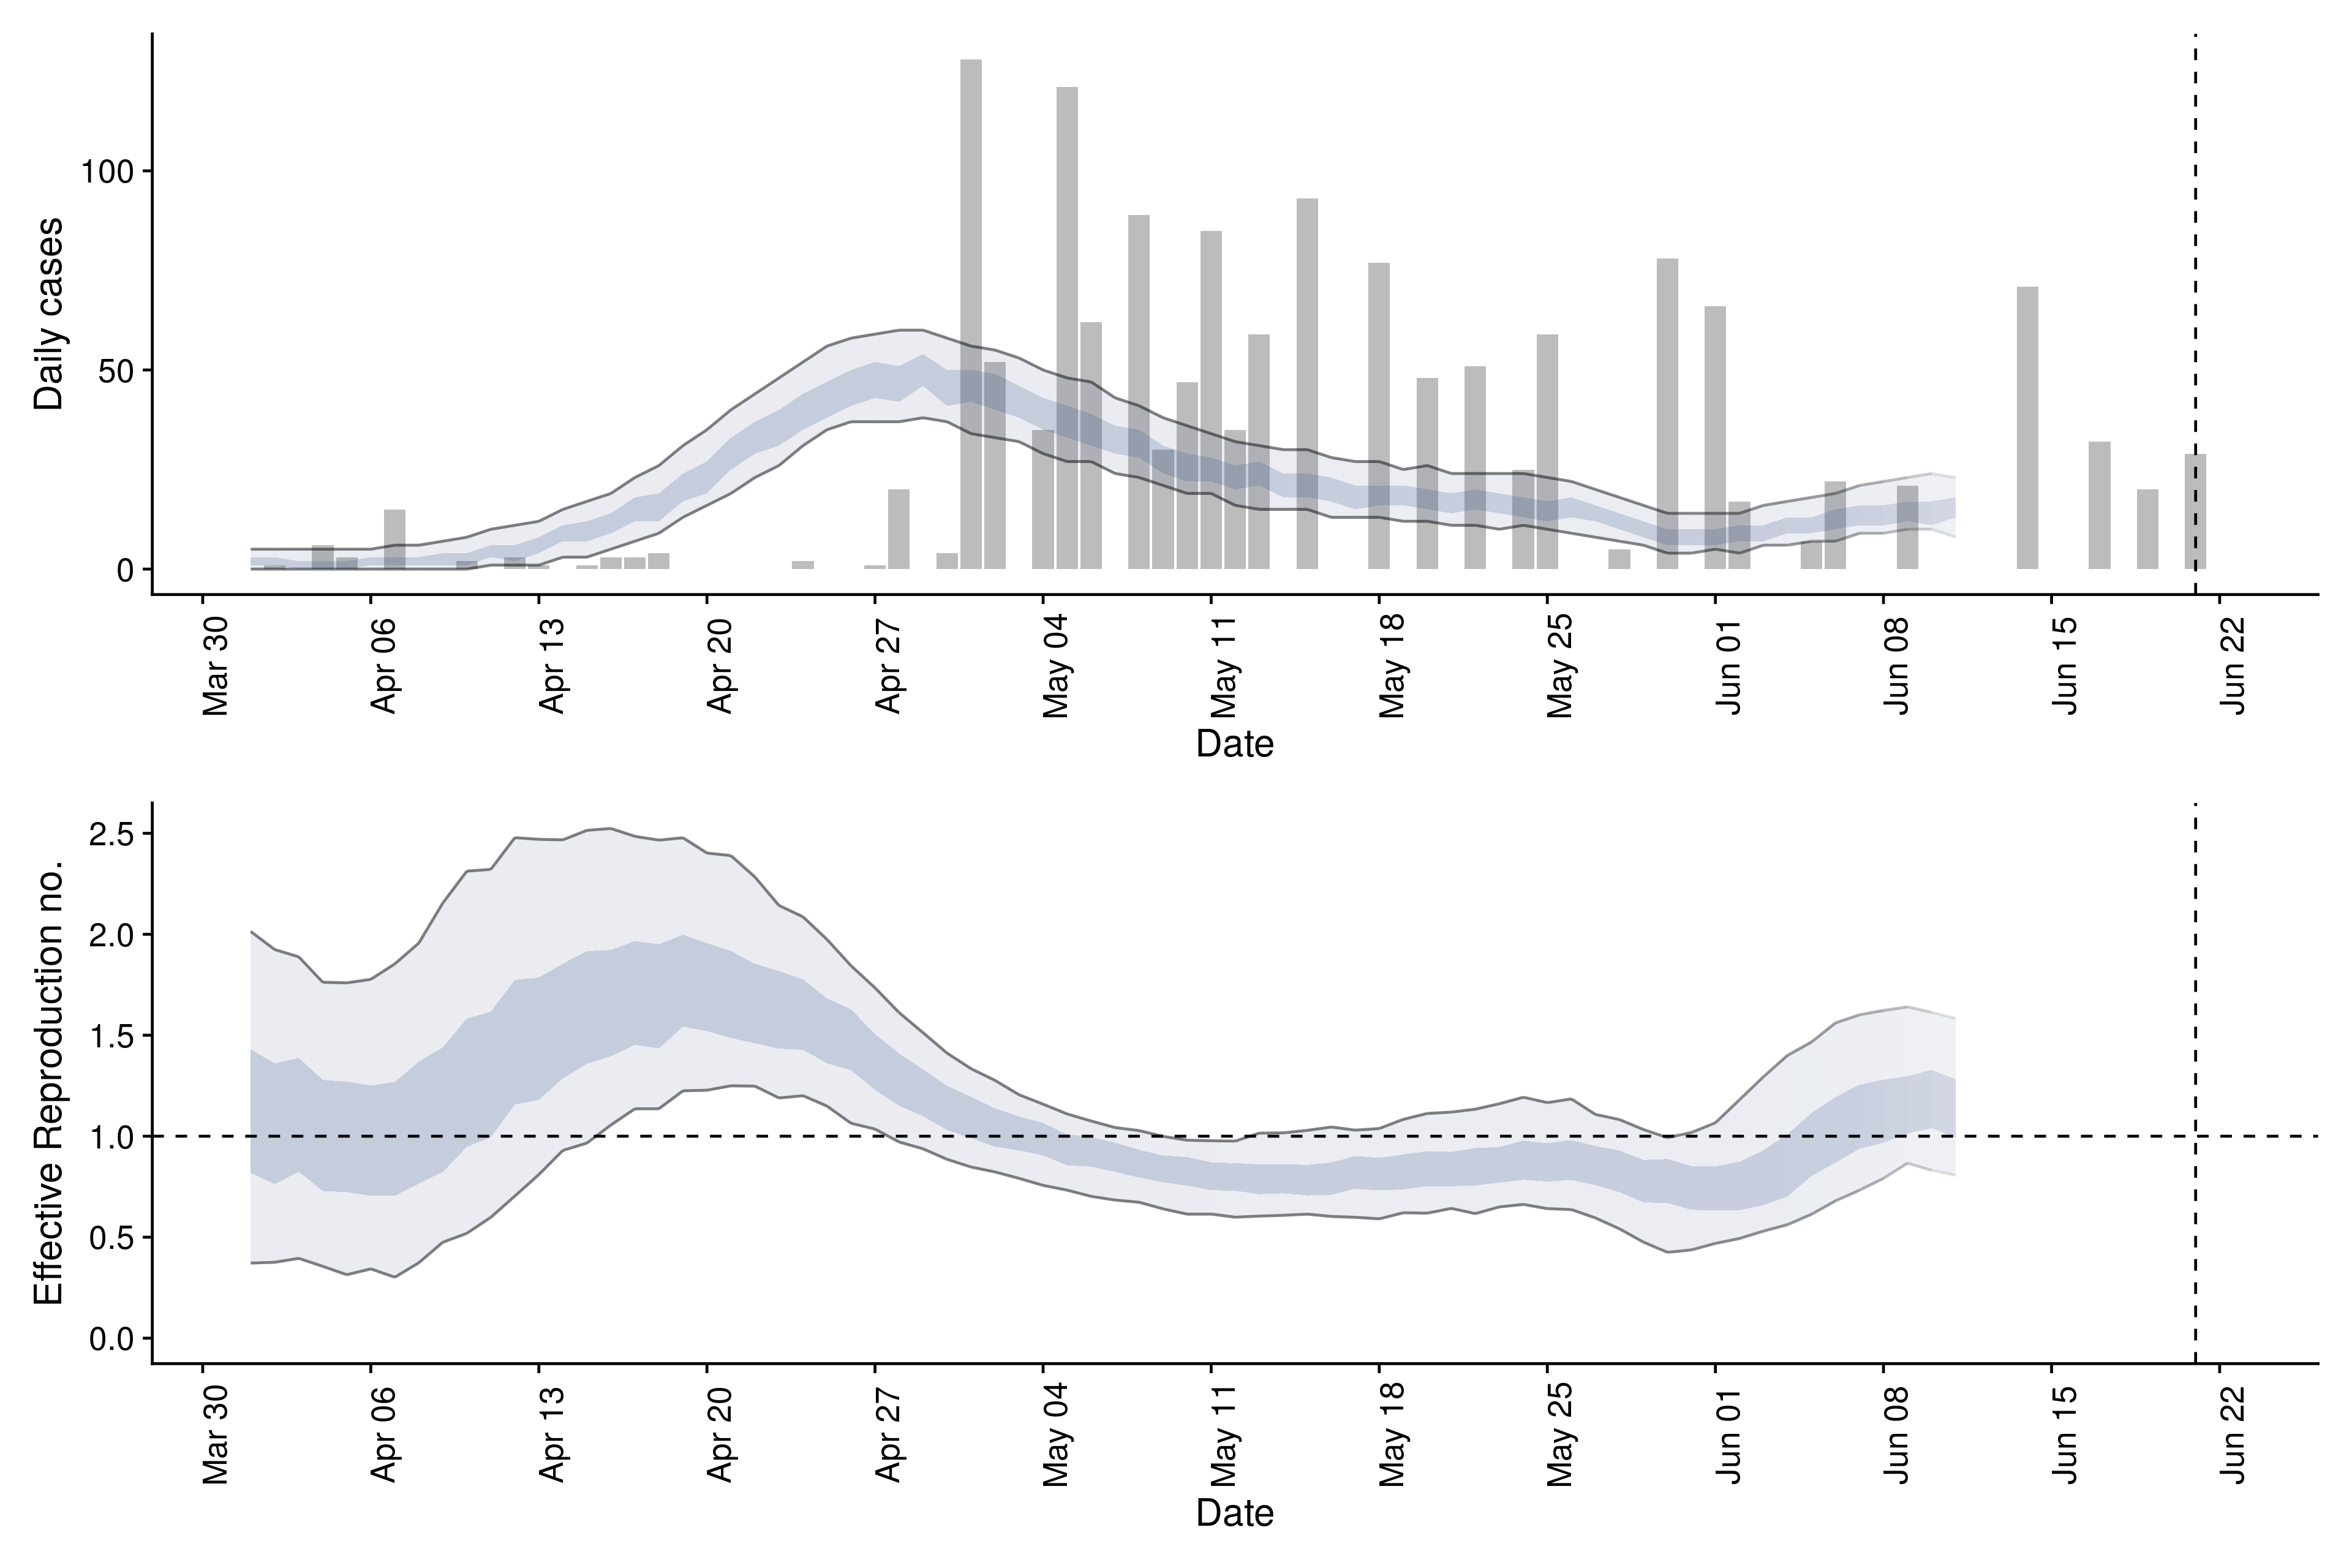 Daily cases
100
50
0
Mar 30
Apr 06
Apr 13
Apr 20
Apr 27
May 04
May 11
May 18
May 25
Jun 01
Jun 08
Jun 15
Jun 22
Date
Effective Reproduction no.
2.5
2.0
1.5
1.0
0.5
0.0
Mar 30
Apr 06
Apr 13
Apr 20
Apr 27
May 04
May 11
May 18
May 25
Jun 01
Jun 08
Jun 15
Jun 22
Date